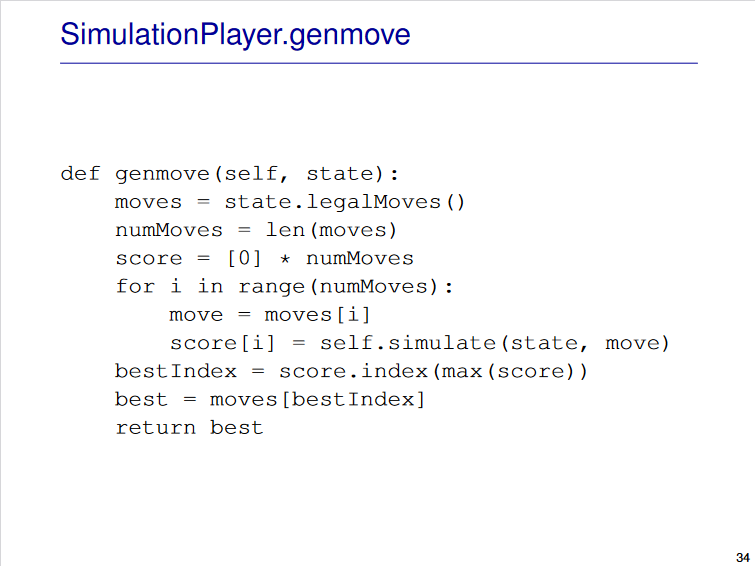 SimulationPlayer.genmove
def genmove(self, state):
    moves = state.legalMoves()
    numMoves = len(moves)
    score = [0] * numMoves
    for i in range(numMoves):
        move = moves[i]
        score[i] = self.simulate(state, move)
    bestIndex = score.index(max(score))
    best = moves[bestIndex]
    return best
34